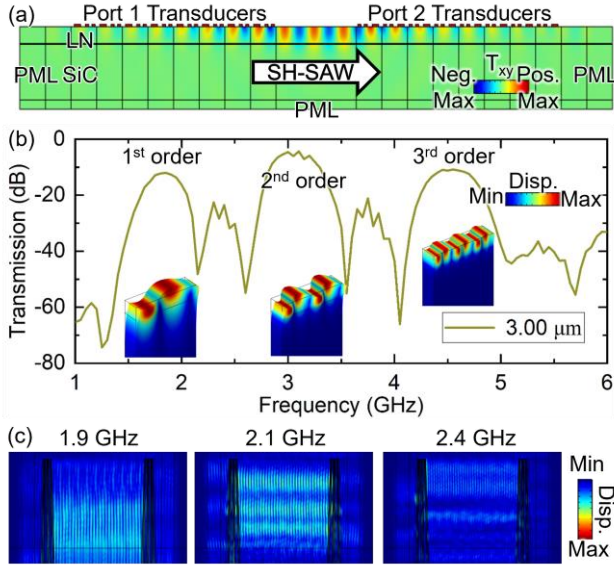 (a) Port 1 Transducers Port 2 Transducers
LN
PML SiC SH-SAW Neg. Txy Pos. PML
Max Max
PML
(b)
0
-20
-40
-60
-80
Transmission (dB)
1st order
2nd order
3rd order
Disp.
Min Max
3.00 μm
1 2 3 4 5 6
Frequency (GHz)
(c) 1.9 GHz 2.1 GHz 2.4 GHz
Min
Disp.
Max